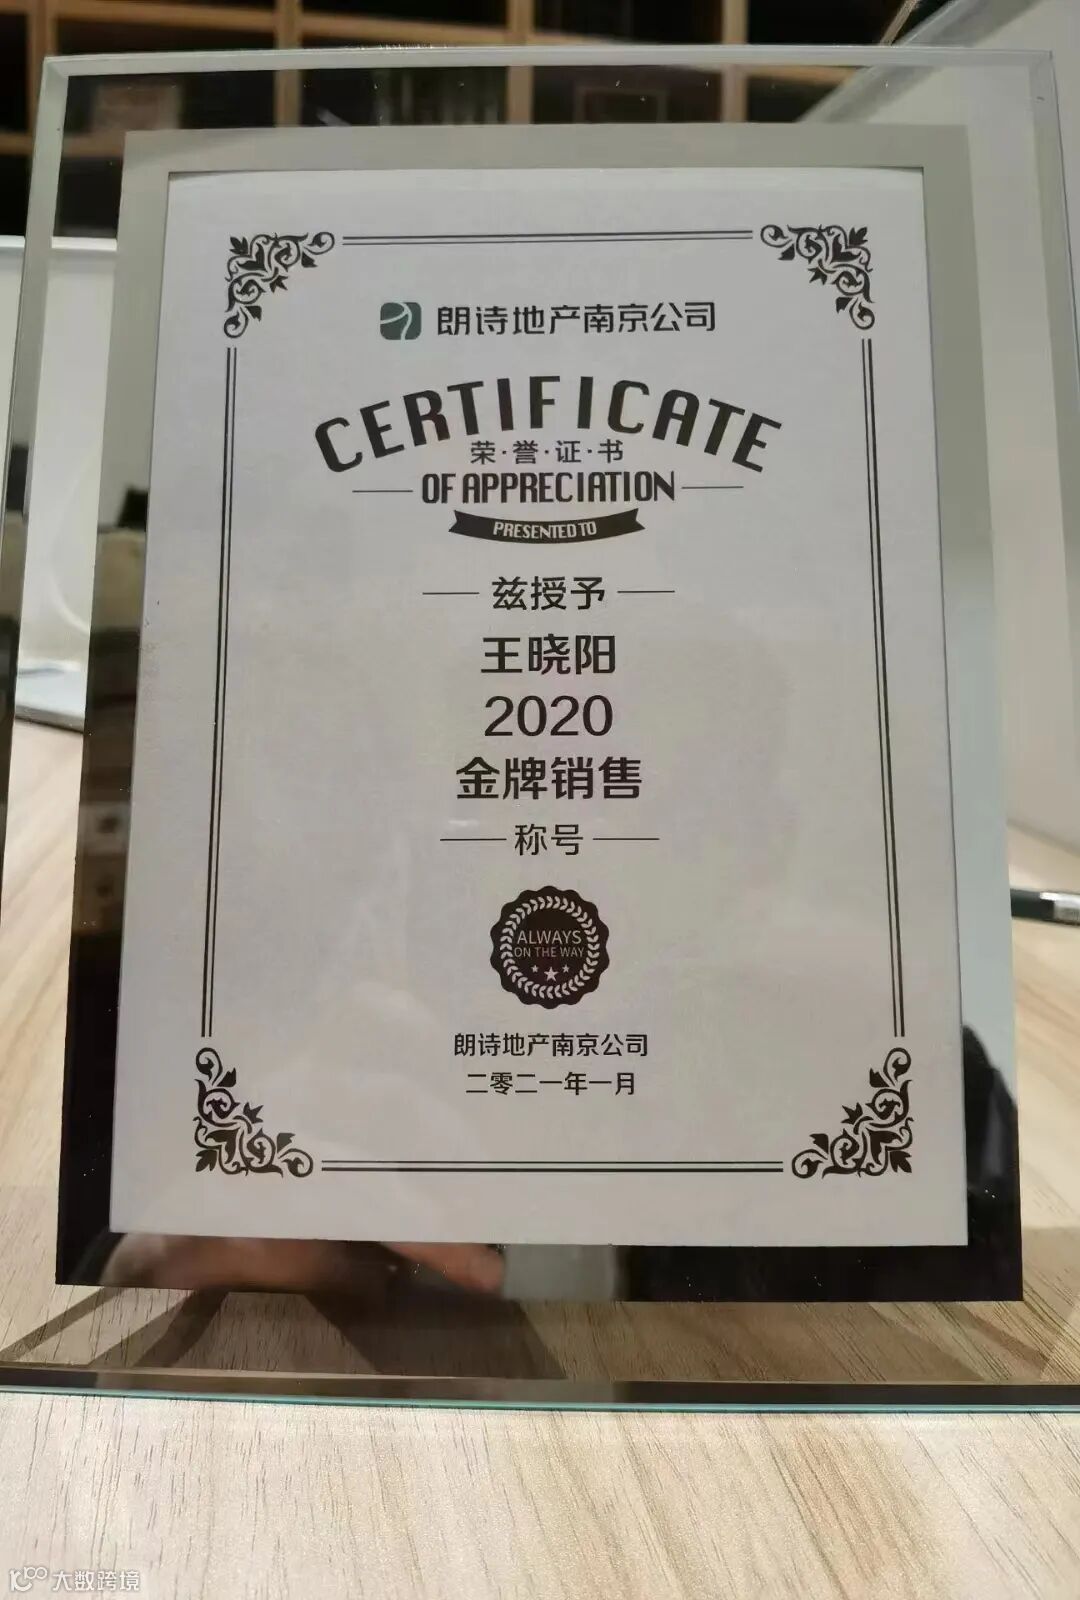 朗诗地产南京公司
CERTIFICATE
荣·誉·证·书
OF APPRECIATION
PRESENTED TO
兹授予
王晓阳
2020
金牌销售
称号
ALWAYS
ON THE WAY
朗诗地产南京公司
二零二一年一月
大数跨境